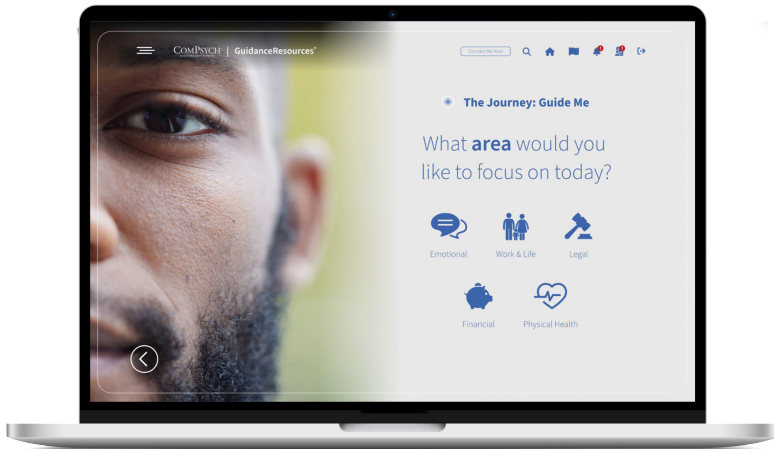 COMPSYCH | GuidanceResources®
Connect Me Now
The Journey: Guide Me
What area would you
like to focus on today?
Emotional
Work & Life
Legal
Financial
Physical Health